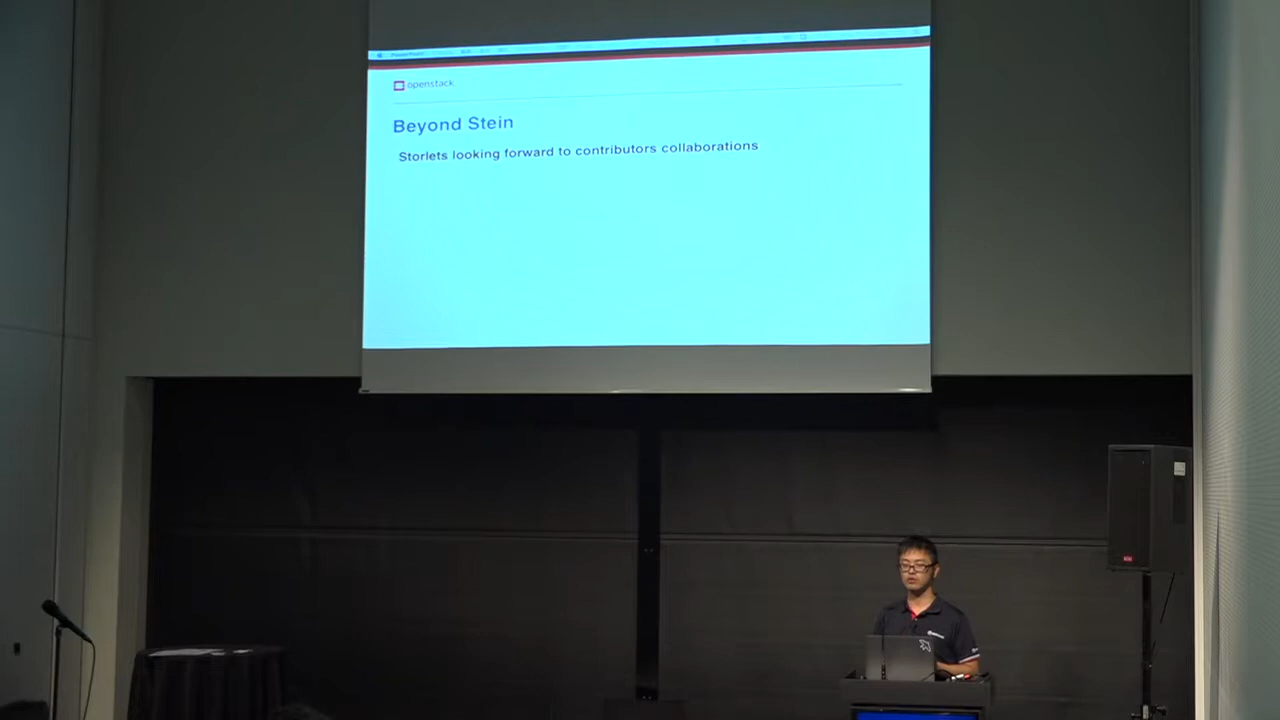 openstack.
Beyond Stein
Storlets looking forward to contributors collaborations